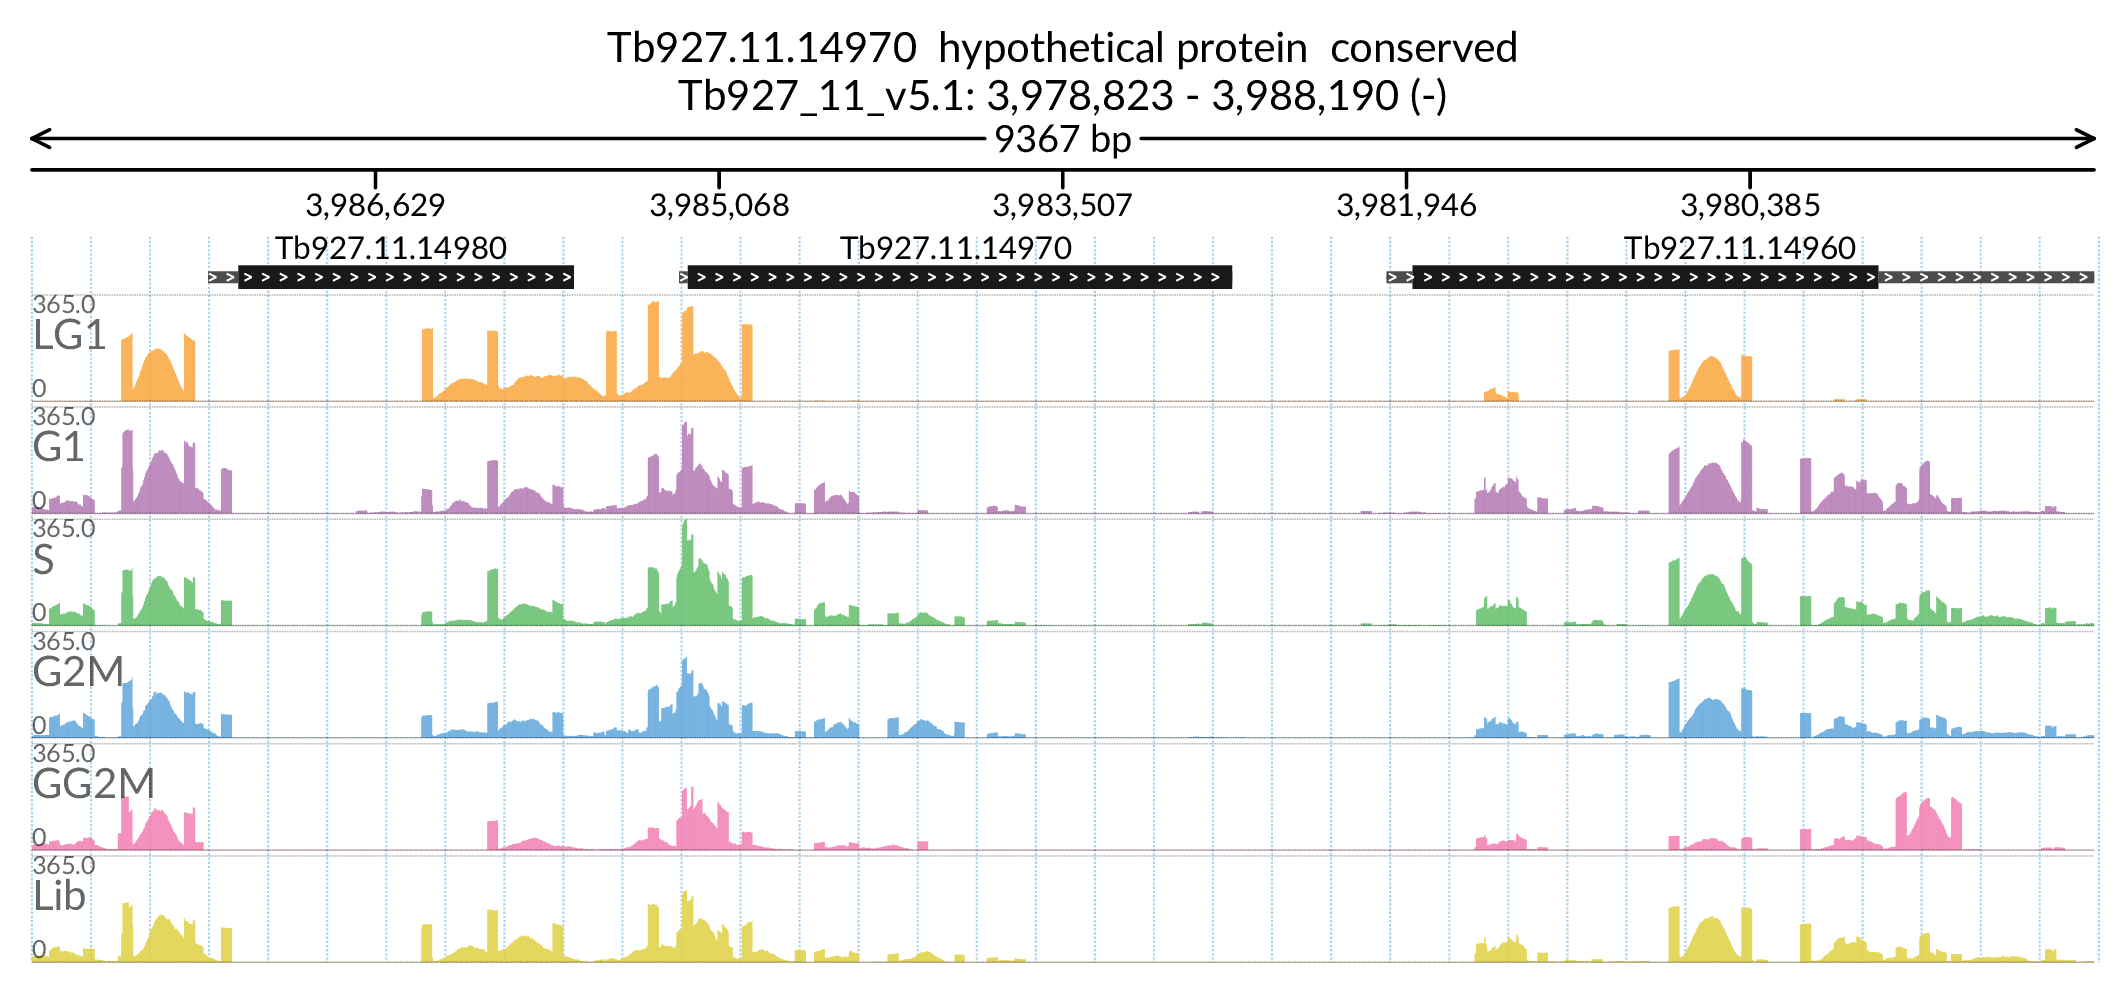 Tb927.11.14970 hypothetical protein conserved
Tb927_11_v5.1: 3,978,823 - 3,988,190 (-)
9367 bp
3,986,629 3,985,068 3,983,507 3,981,946 3,980,385
Tb927.11.14980 Tb927.11.14970 Tb927.11.14960
365.0
LG1
0
365.0
G1
0
365.0
S
0
365.0
G2M
0
365.0
GG2M
0
365.0
Lib
0